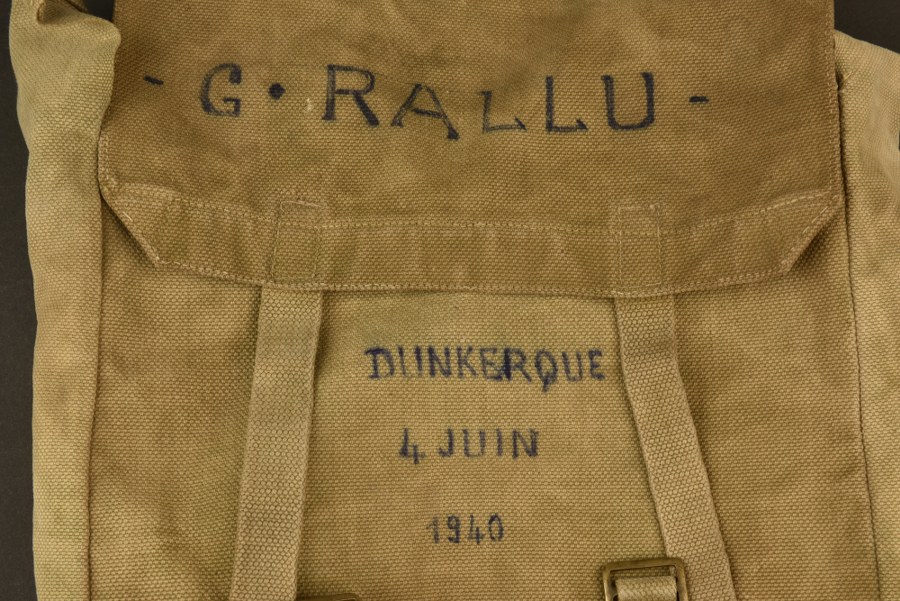 - G • RALLU -
DUNKERQUE
4 JUIN
1940